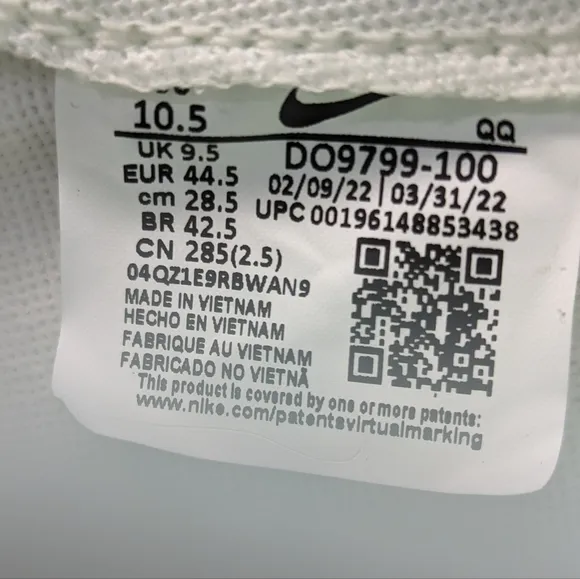 10.5
QQ
UK 9.5
EUR 44.5
cm 28.5
BR 42.5
CN 285(2.5)
04QZ1E9RBWAN9
DO9799-100
02/09/22 | 03/31/22
UPC 00196148853438
MADE IN VIETNAM
HECHO EN VIETNAM
FABRIQUE AU VIETNAM
FABRICADO NO VIETNÃ
This product is covered by one or more patents:
www.nike.com/patentsvirtualmarking